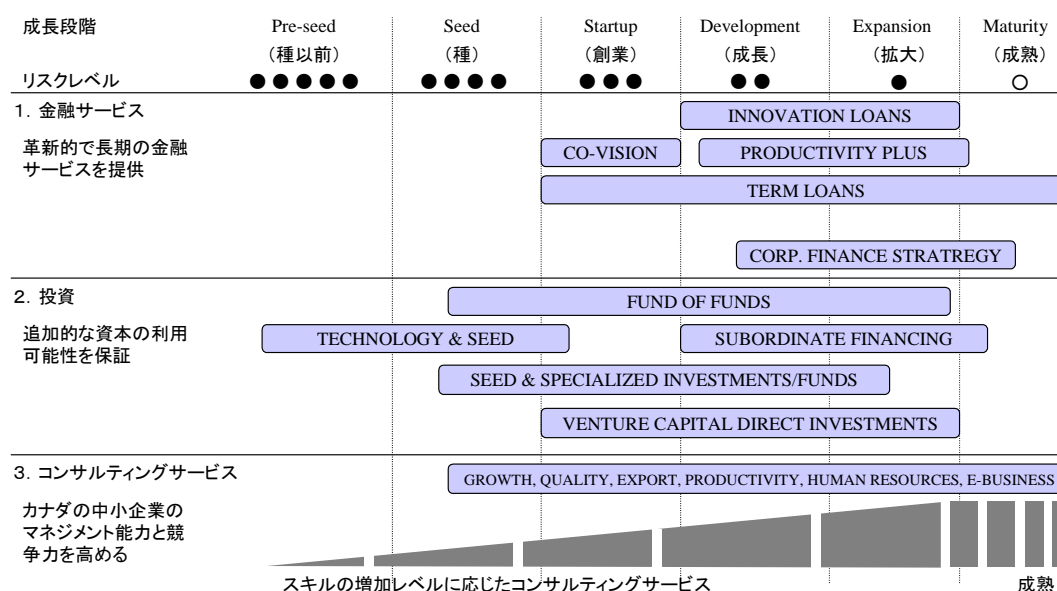 成長段階 Pre-seed Seed Startup Development Expansion Maturity
（種以前） （種） （創業） （成長） （拡大） （成熟）
リスクレベル ●●●●● ●●●● ●●● ●● ● ○
1．金融サービス
INNOVATION LOANS
革新的で長期の金融
サービスを提供
CO-VISION PRODUCTIVITY PLUS
TERM LOANS
CORP. FINANCE STRATREGY
2．投資
FUND OF FUNDS
追加的な資本の利用
可能性を保証
TECHNOLOGY & SEED SUBORDINATE FINANCING
SEED & SPECIALIZED INVESTMENTS/FUNDS
VENTURE CAPITAL DIRECT INVESTMENTS
3．コンサルティングサービス
GROWTH, QUALITY, EXPORT, PRODUCTIVITY, HUMAN RESOURCES, E-BUSINESS
カナダの中小企業の
マネジメント能力と競
争力を高める
スキルの増加レベルに応じたコンサルティングサービス 成熟